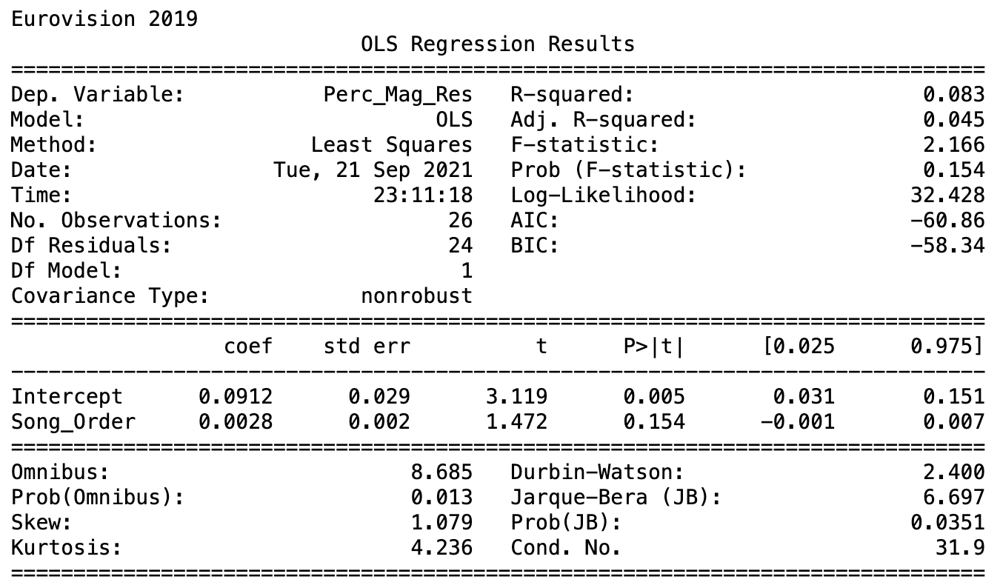 Eurovision 2019
OLS Regression Results
==============================================================================
Dep. Variable: Perc_Mag_Res R-squared: 0.083
Model: OLS Adj. R-squared: 0.045
Method: Least Squares F-statistic: 2.166
Date: Tue, 21 Sep 2021 Prob (F-statistic): 0.154
Time: 23:11:18 Log-Likelihood: 32.428
No. Observations: 26 AIC: -60.86
Df Residuals: 24 BIC: -58.34
Df Model: 1
Covariance Type: nonrobust
==============================================================================
coef std err t P>|t| [0.025 0.975]
------------------------------------------------------------------------------
Intercept 0.0912 0.029 3.119 0.005 0.031 0.151
Song_Order 0.0028 0.002 1.472 0.154 -0.001 0.007
==============================================================================
Omnibus: 8.685 Durbin-Watson: 2.400
Prob(Omnibus): 0.013 Jarque-Bera (JB): 6.697
Skew: 1.079 Prob(JB): 0.0351
Kurtosis: 4.236 Cond. No. 31.9
==============================================================================